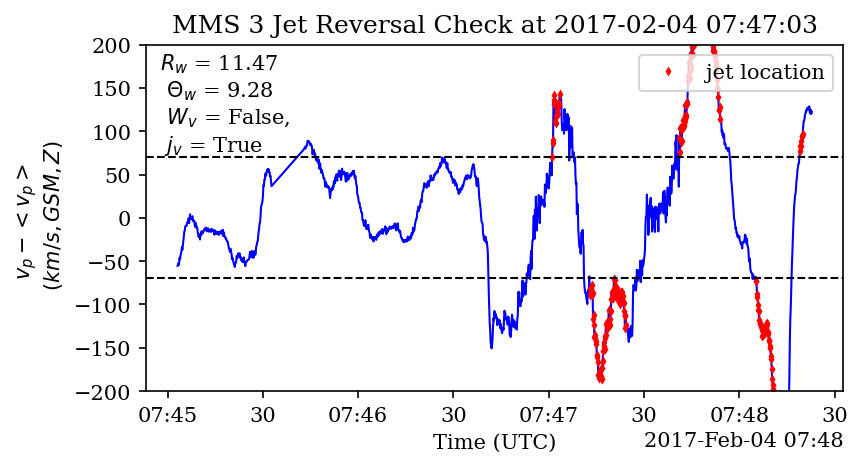 MMS 3 Jet Reversal Check at 2017-02-04 07:47:03
R_w = 11.47
Θ_w = 9.28
W_v = False,
j_v = True
jet location
v_p − < v_p >
(km/s, GSM, Z)
200
150
100
50
0
−50
−100
−150
−200
07:45 30 07:46 30 07:47 30 07:48 30
Time (UTC) 2017-Feb-04 07:48